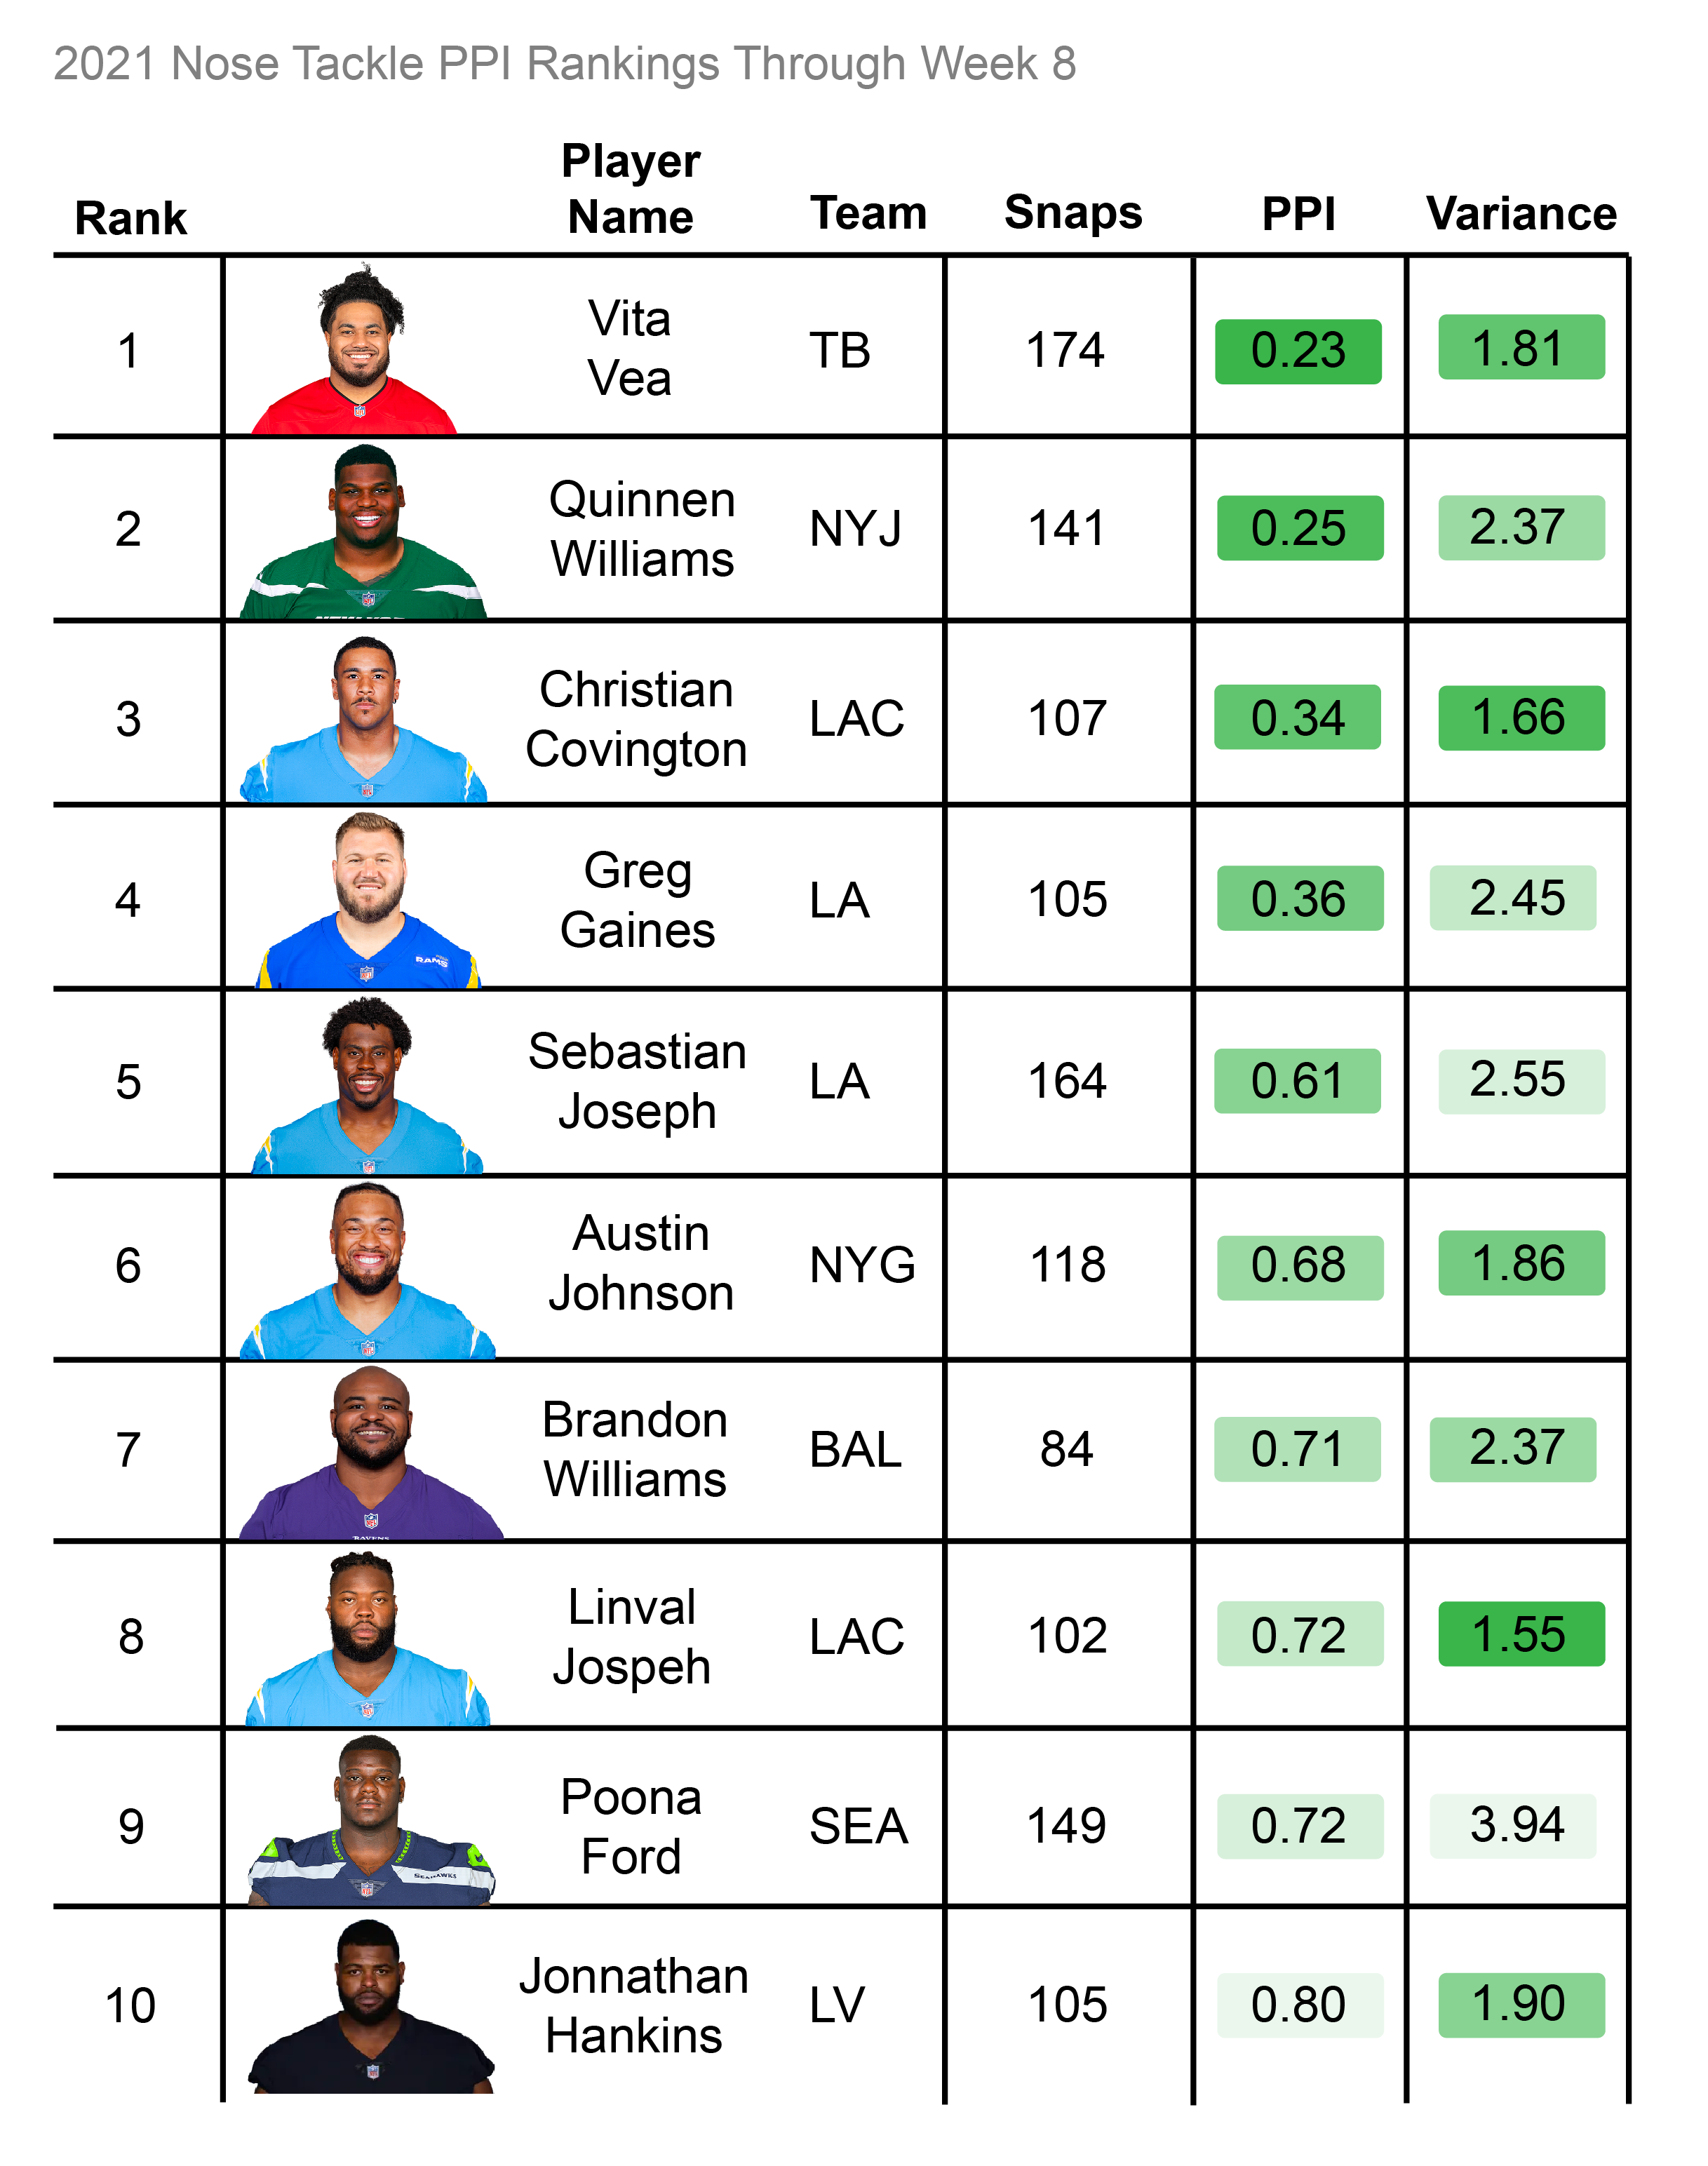 2021 Nose Tackle PPI Rankings Through Week 8
Rank Player Name Team Snaps PPI Variance
1 Vita Vea TB 174 0.23 1.81
2 Quinnen Williams NYJ 141 0.25 2.37
3 Christian Covington LAC 107 0.34 1.66
4 Greg Gaines LA 105 0.36 2.45
RAMS
5 Sebastian Joseph LA 164 0.61 2.55
6 Austin Johnson NYG 118 0.68 1.86
7 Brandon Williams BAL 84 0.71 2.37
RAVENS
8 Linval Jospeh LAC 102 0.72 1.55
9 Poona Ford SEA 149 0.72 3.94
SEAHAWKS
10 Jonnathan Hankins LV 105 0.80 1.90